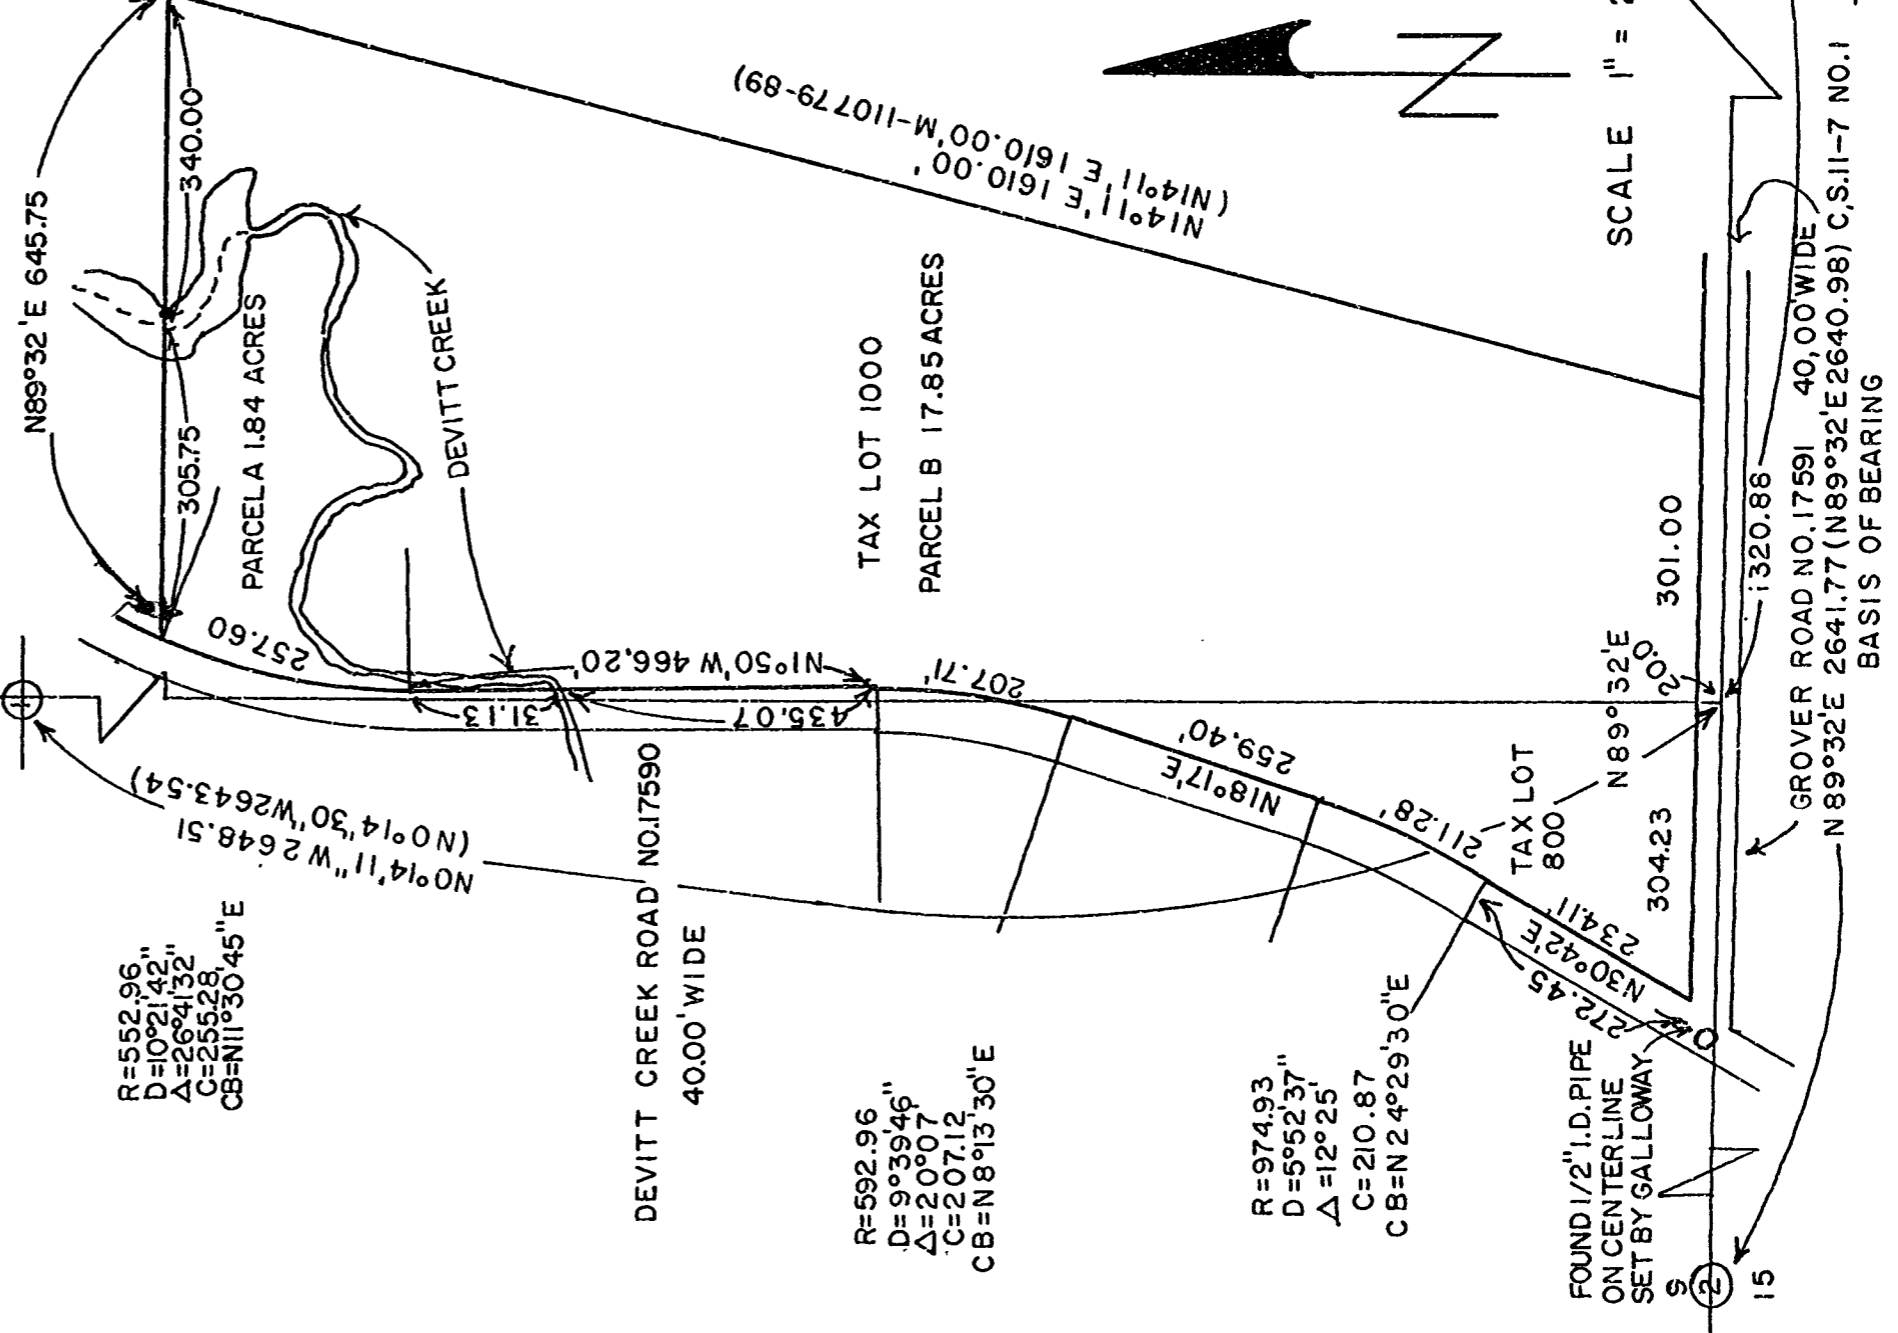 N89°32'E 645.75
340.00
305.75
PARCEL A 1.84 ACRES
DEVITT CREEK
257.60
31.13
N1°50'W 466.20'
435.07
207.71'
N18°17'E
259.40'
211.28'
N30°42'E
234.11'
272.45
N14°11'E 1610.00'
(N14°11'E 1610.00' M-110779-89)
TAX LOT 1000
PARCEL B 17.85 ACRES
SCALE 1" = 2
N0°14'11"W 2648.51
(N0°14'30"W 2643.54)
R=552.96
D=10°21'42"
Δ=26°41'32"
C=255.28
CB=N11°30'45"E
DEVITT CREEK ROAD NO.17590
40.00'WIDE
R=592.96
D=9°39'46"
Δ=20°07'
C=207.12
CB=N8°13'30"E
R=974.93
D=5°52'37"
Δ=12°25'
C=210.87
CB=N24°29'30"E
TAX LOT
800
N89°32'E
20.0
304.23
301.00
1320.88
FOUND 1/2" I.D. PIPE
ON CENTERLINE
SET BY GALLOWAY
GROVER ROAD NO.17591 40.00'WIDE
N89°32'E 2641.77 (N89°32'E 2640.98) C.S.11-7 NO.1
BASIS OF BEARING
2
15